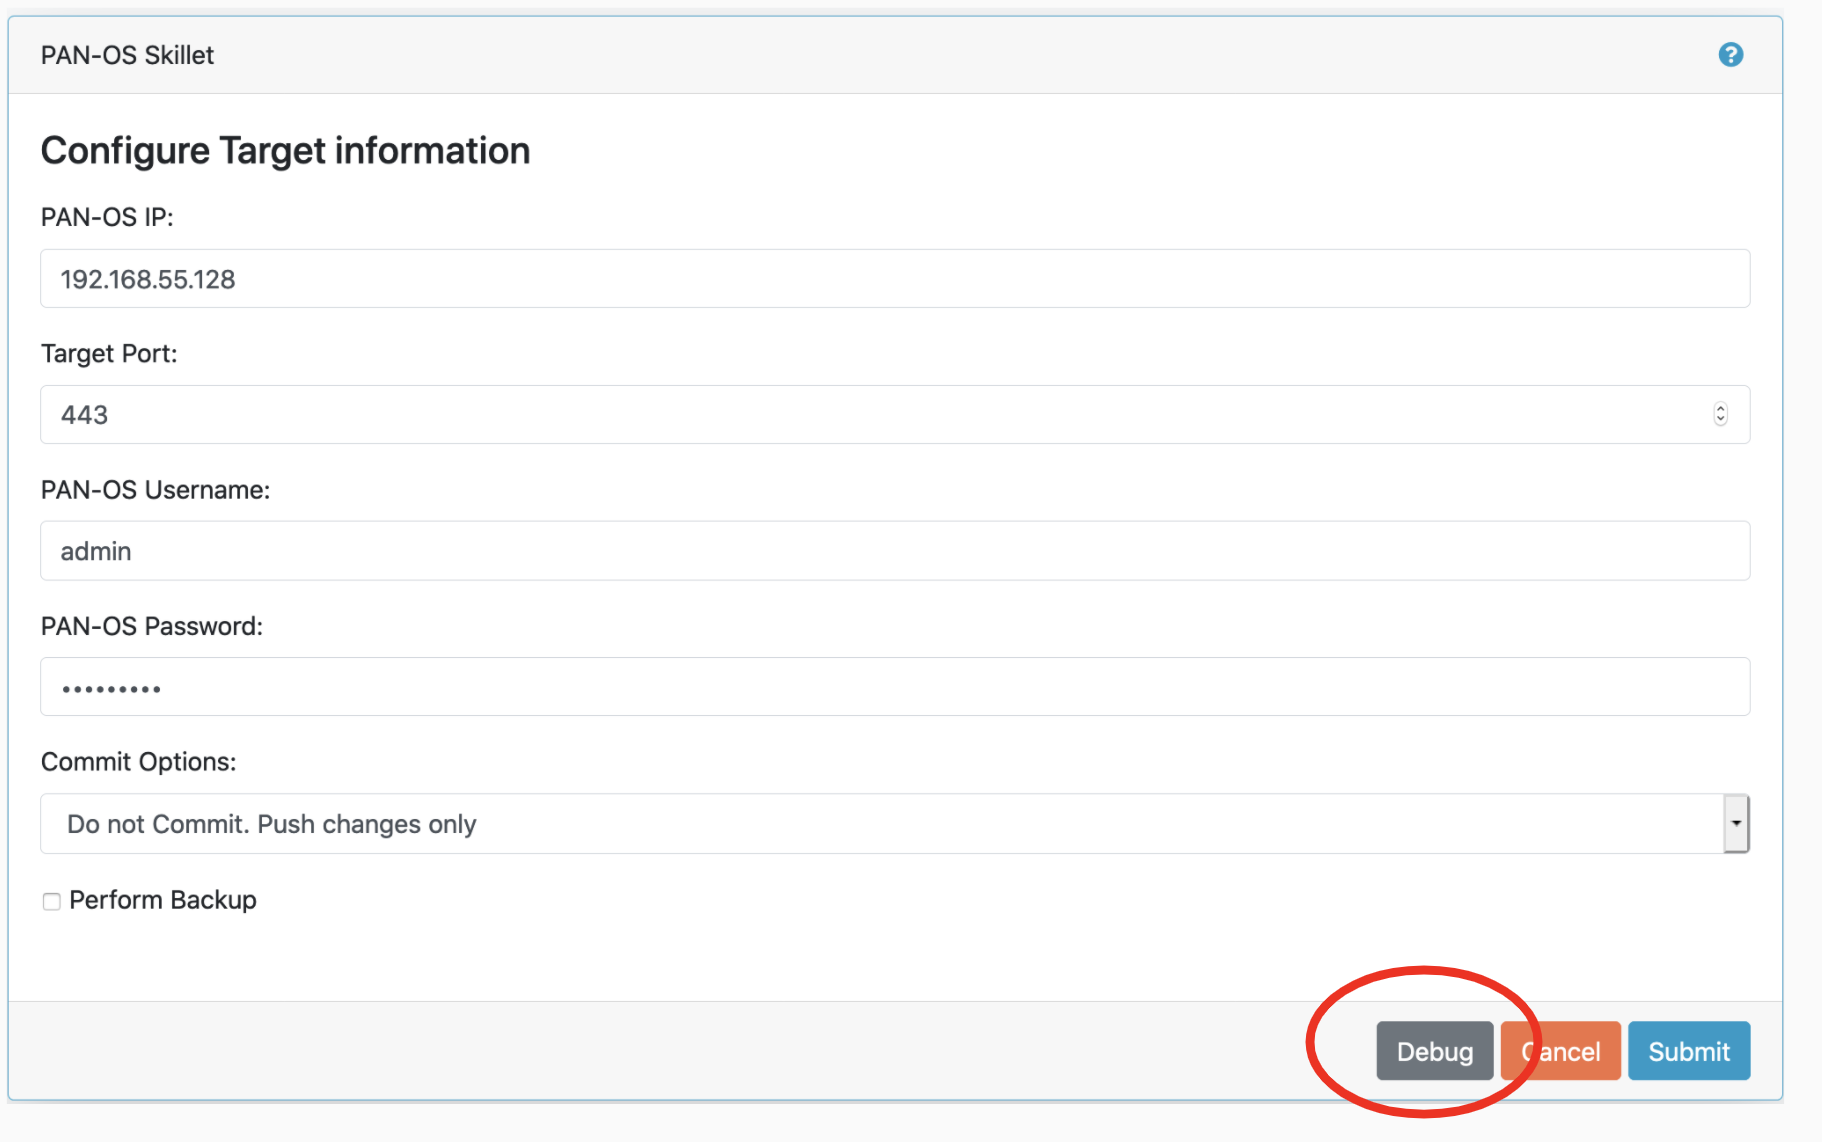 PAN-OS Skillet
?
Configure Target information
PAN-OS IP:
192.168.55.128
Target Port:
443
PAN-OS Username:
admin
PAN-OS Password:
•••••••••
Commit Options:
Do not Commit. Push changes only
Perform Backup
Debug Cancel Submit